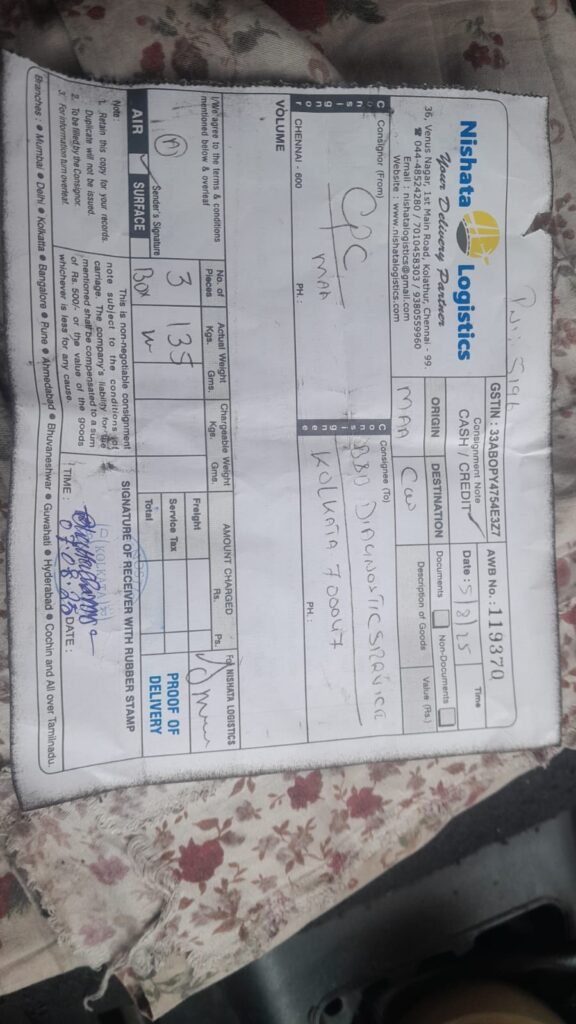 Nishata Logistics
Your Delivery Partner
36, Venus Nagar, 1st Main Road, Kolathur, Chennai - 99.
☎ 044-48524280 / 7010458303 / 9380559960
Email : nishatalogistics@gmail.com
Website : www.nishatalogistics.com
GSTIN : 33ABOPY4754E3Z7
Consignment Note
CASH / CREDIT ✓
AWB No. : 119370
Date : 5/8/25
Time
ORIGIN
DESTINATION
MAA
CCU
Documents
Non-Documents
Description of Goods
Value (Rs.)
Consignor
Consignor (From)
CPC
MAA
CHENNAI - 600
PH. :
Consignee
Consignee (To)
KOLKATA 700047
PH. :
VOLUME
I/We agree to the terms & conditions
mentioned below & overleaf
Sender's Signature
AIR
SURFACE
No. of
Pieces
3
Box
Actual Weight
Kgs. Gms.
135
Chargeable Weight
Kgs. Gms.
AMOUNT CHARGED
Rs. Ps.
Freight
Service Tax
Total
For NISHATA LOGISTICS
PROOF OF
DELIVERY
Note :
1. Retain this copy for your records.
Duplicate will not be issued.
2. To be filled by the Consignor.
3. For information turn overleaf.
This is non-negotiable consignment
note subject to the conditions of
carriage. The company's liability for the
mentioned shall be compensated to a sum
of Rs. 500/- or the value of the goods
whichever is less for any cause.
SIGNATURE OF RECEIVER WITH RUBBER STAMP
KOLKATA
07.08.25
TIME :
DATE :
Branches : ● Mumbai ● Delhi ● Kolkatta ● Bangalore ● Pune ● Ahmedabad ● Bhuvaneshwar ● Guwahati ● Hyderabad ● Cochin and All over Tamilnadu.